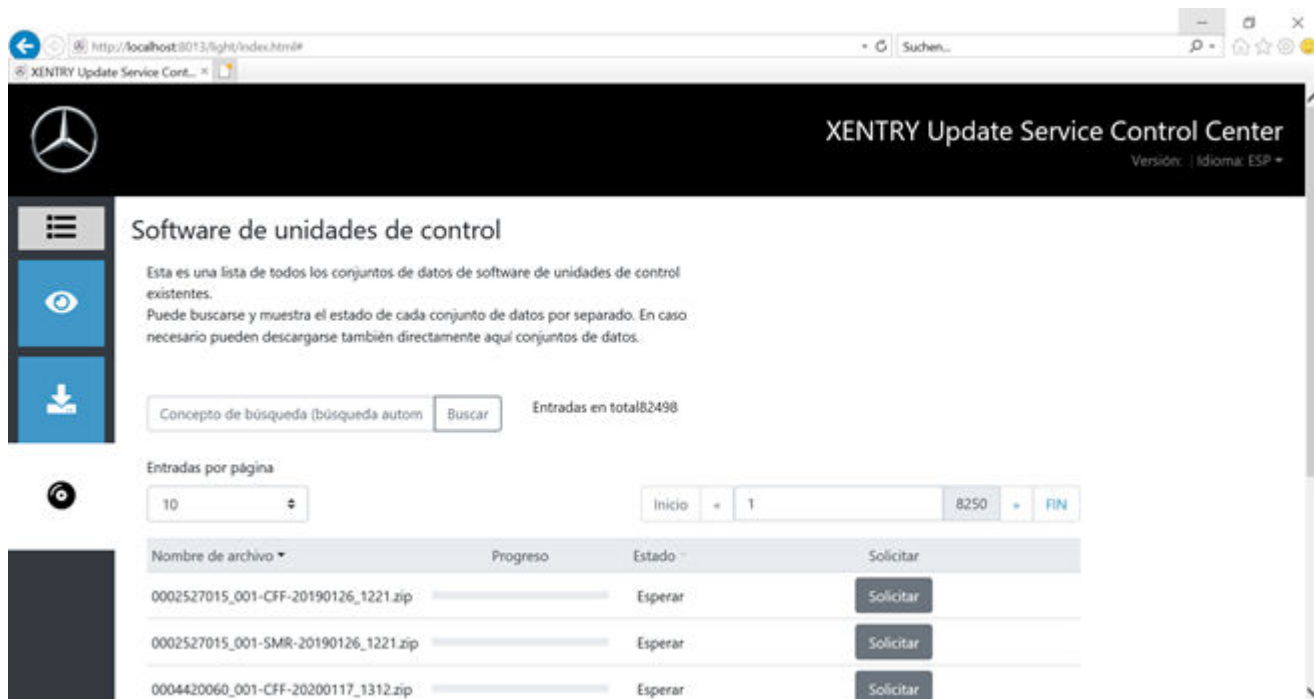 http://localhost:8013/light/index.html#
Suchen...
XENTRY Update Service Cont...
XENTRY Update Service Control Center
Versión: | Idioma: ESP
Software de unidades de control
Esta es una lista de todos los conjuntos de datos de software de unidades de control
existentes.
Puede buscarse y muestra el estado de cada conjunto de datos por separado. En caso
necesario pueden descargarse también directamente aquí conjuntos de datos.
Concepto de búsqueda (búsqueda autom
Buscar
Entradas en total82498
Entradas por página
10
Inicio « 1 8250 » FIN
Nombre de archivo Progreso Estado Solicitar
0002527015_001-CFF-20190126_1221.zip Esperar Solicitar
0002527015_001-SMR-20190126_1221.zip Esperar Solicitar
0004420060_001-CFF-20200117_1312.zip Esperar Solicitar